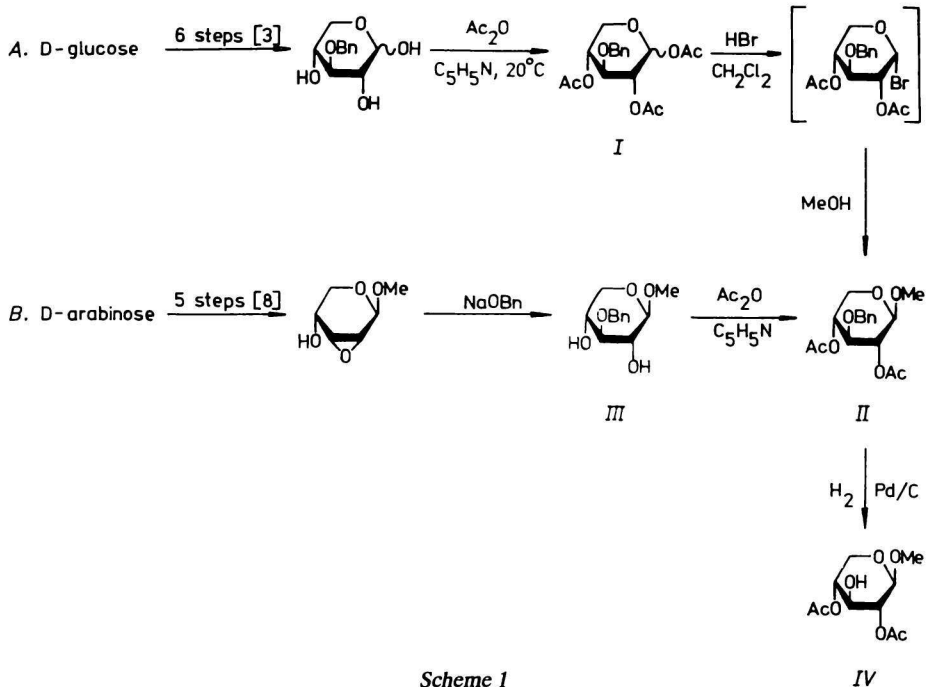 A. D-glucose 6 steps [3] O OBn OH HO OH Ac2O C5H5N, 20°C O OBn OAc AcO OAc I HBr CH2Cl2 [ O OBn AcO Br OAc ]
MeOH
B. D-arabinose 5 steps [8] O OMe HO O NaOBn O OMe OBn HO OH III Ac2O C5H5N O OMe OBn AcO OAc II
H2 Pd/C
O OMe OH AcO OAc
Scheme 1 IV